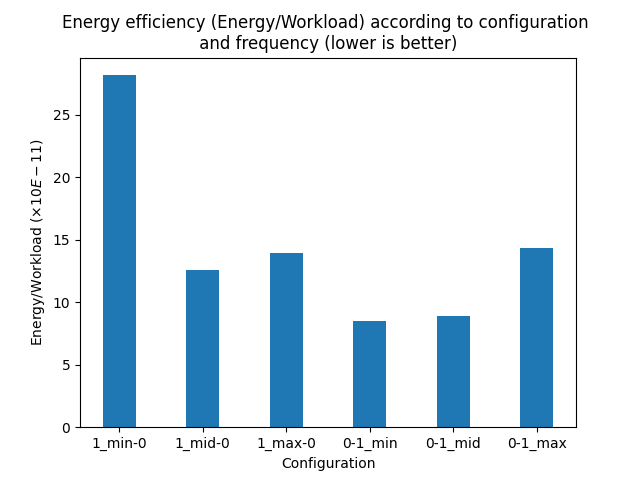 Energy efficiency (Energy/Workload) according to configuration
and frequency (lower is better)
Energy/Workload (×10E − 11)
25
20
15
10
5
0
1_min-0 1_mid-0 1_max-0 0-1_min 0-1_mid 0-1_max
Configuration